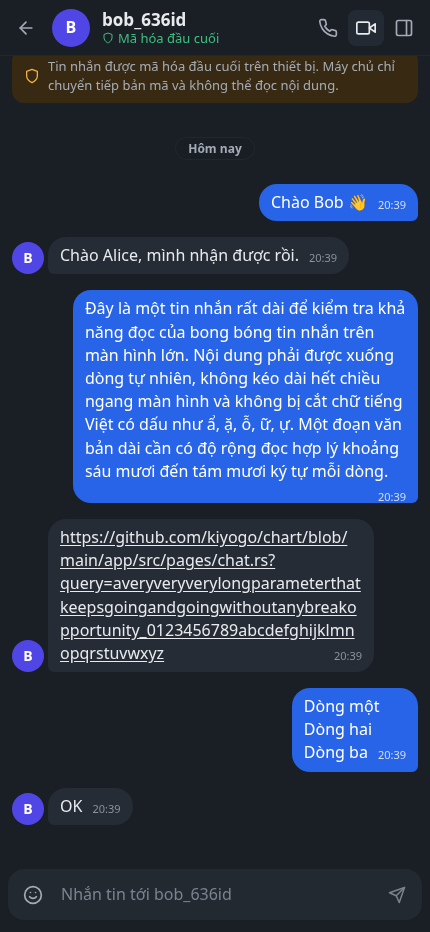 B
bob_636id
Mã hóa đầu cuối
Tin nhắn được mã hóa đầu cuối trên thiết bị. Máy chủ chỉ
chuyển tiếp bản mã và không thể đọc nội dung.
Hôm nay
Chào Bob 👋 20:39
B
Chào Alice, mình nhận được rồi. 20:39
Đây là một tin nhắn rất dài để kiểm tra khả
năng đọc của bong bóng tin nhắn trên
màn hình lớn. Nội dung phải được xuống
dòng tự nhiên, không kéo dài hết chiều
ngang màn hình và không bị cắt chữ tiếng
Việt có dấu như ẩ, ặ, ỗ, ữ, ự. Một đoạn văn
bản dài cần có độ rộng đọc hợp lý khoảng
sáu mươi đến tám mươi ký tự mỗi dòng.
20:39
https://github.com/kiyogo/chart/blob/
main/app/src/pages/chat.rs?
query=averyveryverylongparameterthat
keepsgoingandgoingwithoutanybreako
pportunity_0123456789abcdefghijklmn
opqrstuvwxyz 20:39
B
Dòng một
Dòng hai
Dòng ba 20:39
B
OK 20:39
Nhắn tin tới bob_636id